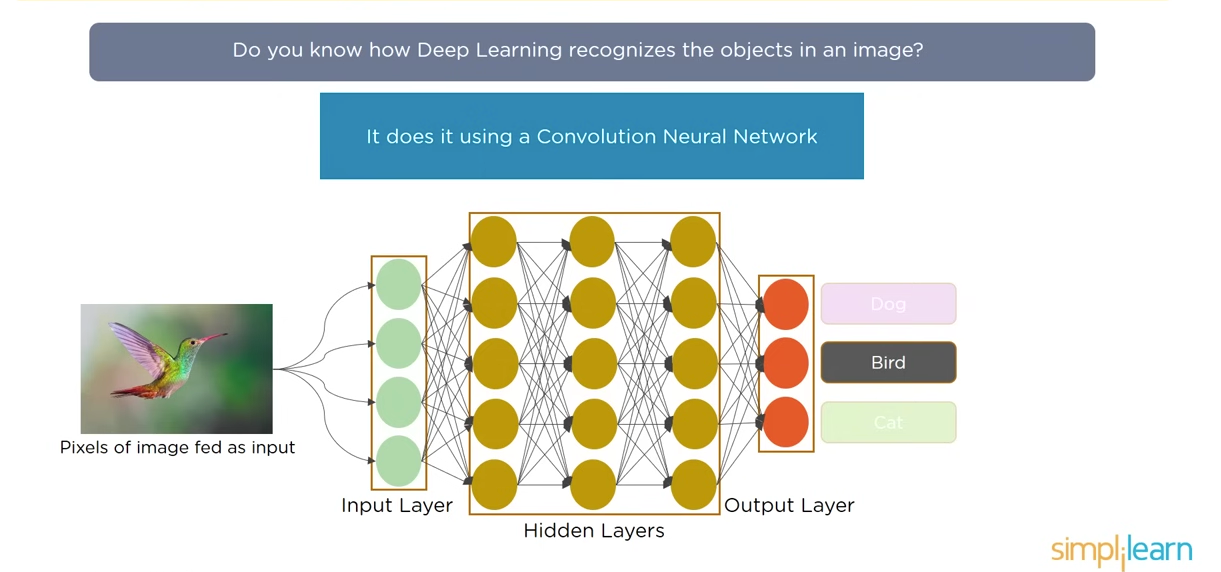 Do you know how Deep Learning recognizes the objects in an image?
It does it using a Convolution Neural Network
Dog
Bird
Cat
Pixels of image fed as input
Input Layer
Hidden Layers
Output Layer
simplilearn